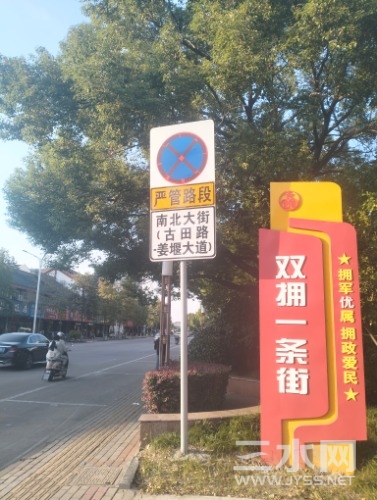 严管路段
南北大街
(古田路
-姜堰大道)
双拥一条街
★拥军优属 拥政爱民★
三水网
WWW.JYSS.NET